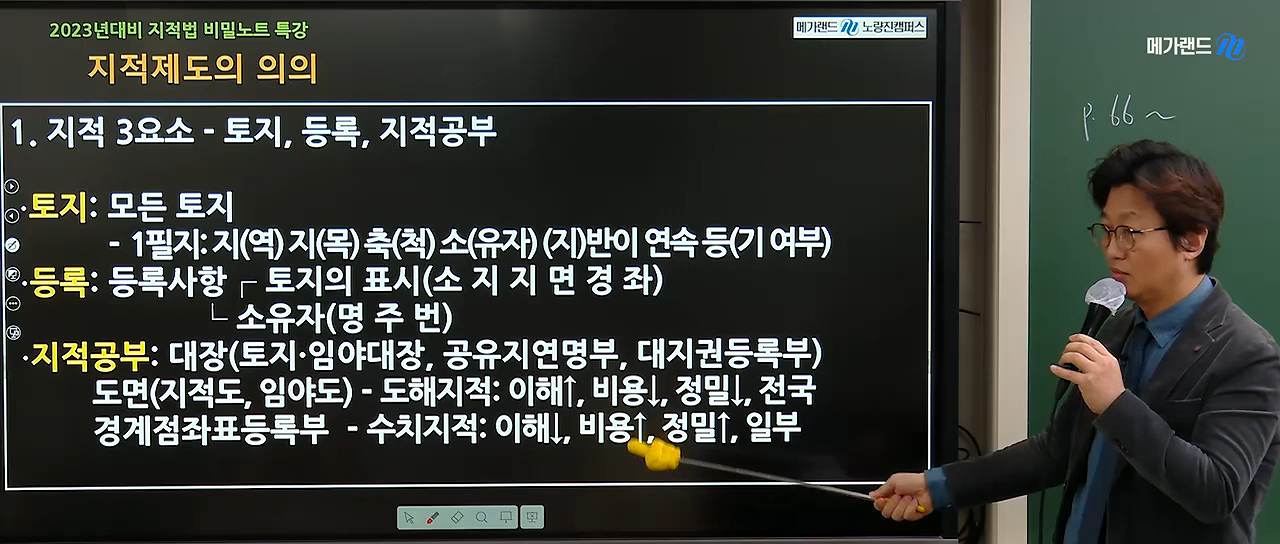 2023년대비 지적법 비밀노트 특강
메가랜드 노량진캠퍼스
메가랜드
지적제도의 의의
p. 66 ~
1. 지적 3요소 - 토지, 등록, 지적공부
·토지: 모든 토지
- 1필지: 지(역) 지(목) 축(척) 소(유자) (지)반이 연속 등(기 여부)
·등록: 등록사항 ┌ 토지의 표시(소 지 지 면 경 좌)
└ 소유자(명 주 번)
·지적공부: 대장(토지·임야대장, 공유지연명부, 대지권등록부)
도면(지적도, 임야도) - 도해지적: 이해↑, 비용↓, 정밀↓, 전국
경계점좌표등록부 - 수치지적: 이해↓, 비용↑, 정밀↑, 일부